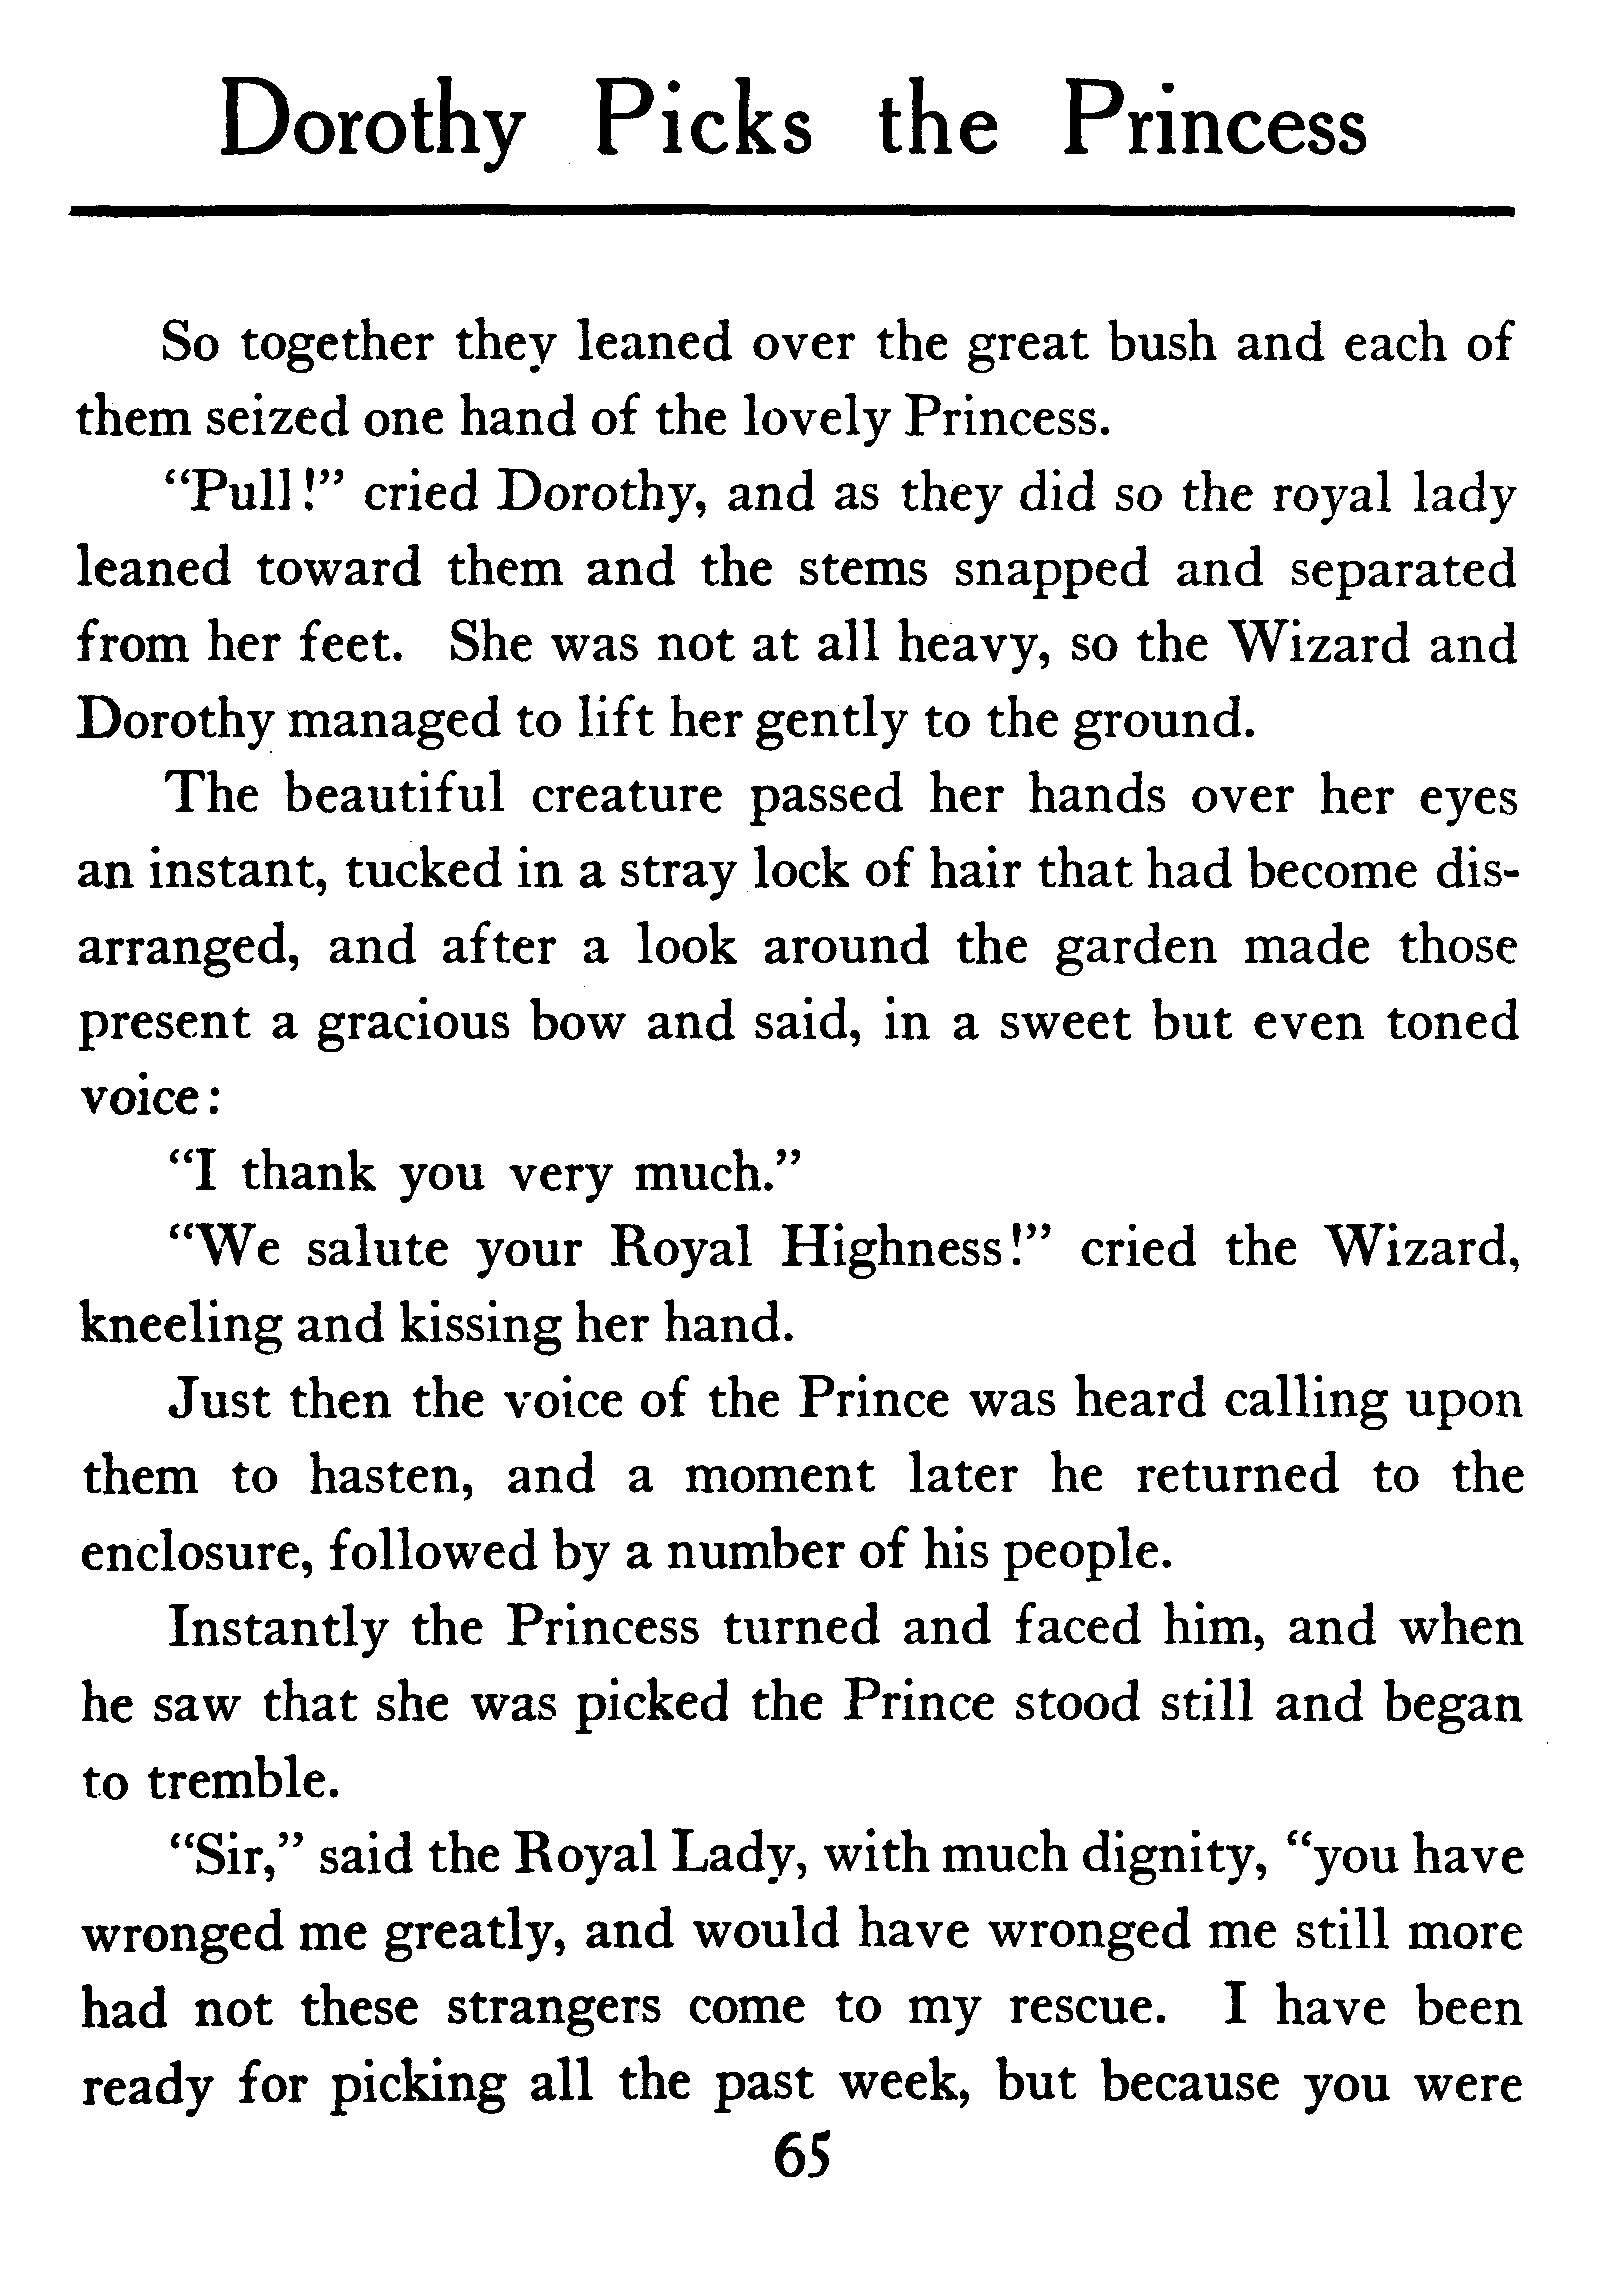 Dorothy Picks the Princess
So together they leaned over the great bush and each of
them seized one hand of the lovely Princess.
“Pull!” cried Dorothy, and as they did so the royal lady
leaned toward them and the stems snapped and separated
from her feet. She was not at all heavy, so the Wizard and
Dorothy managed to lift her gently to the ground.
The beautiful creature passed her hands over her eyes
an instant, tucked in a stray lock of hair that had become dis-
arranged, and after a look around the garden made those
present a gracious bow and said, in a sweet but even toned
voice:
“I thank you very much.”
“We salute your Royal Highness!” cried the Wizard,
kneeling and kissing her hand.
Just then the voice of the Prince was heard calling upon
them to hasten, and a moment later he returned to the
enclosure, followed by a number of his people.
Instantly the Princess turned and faced him, and when
he saw that she was picked the Prince stood still and began
to tremble.
“Sir,” said the Royal Lady, with much dignity, “you have
wronged me greatly, and would have wronged me still more
had not these strangers come to my rescue. I have been
ready for picking all the past week, but because you were
65